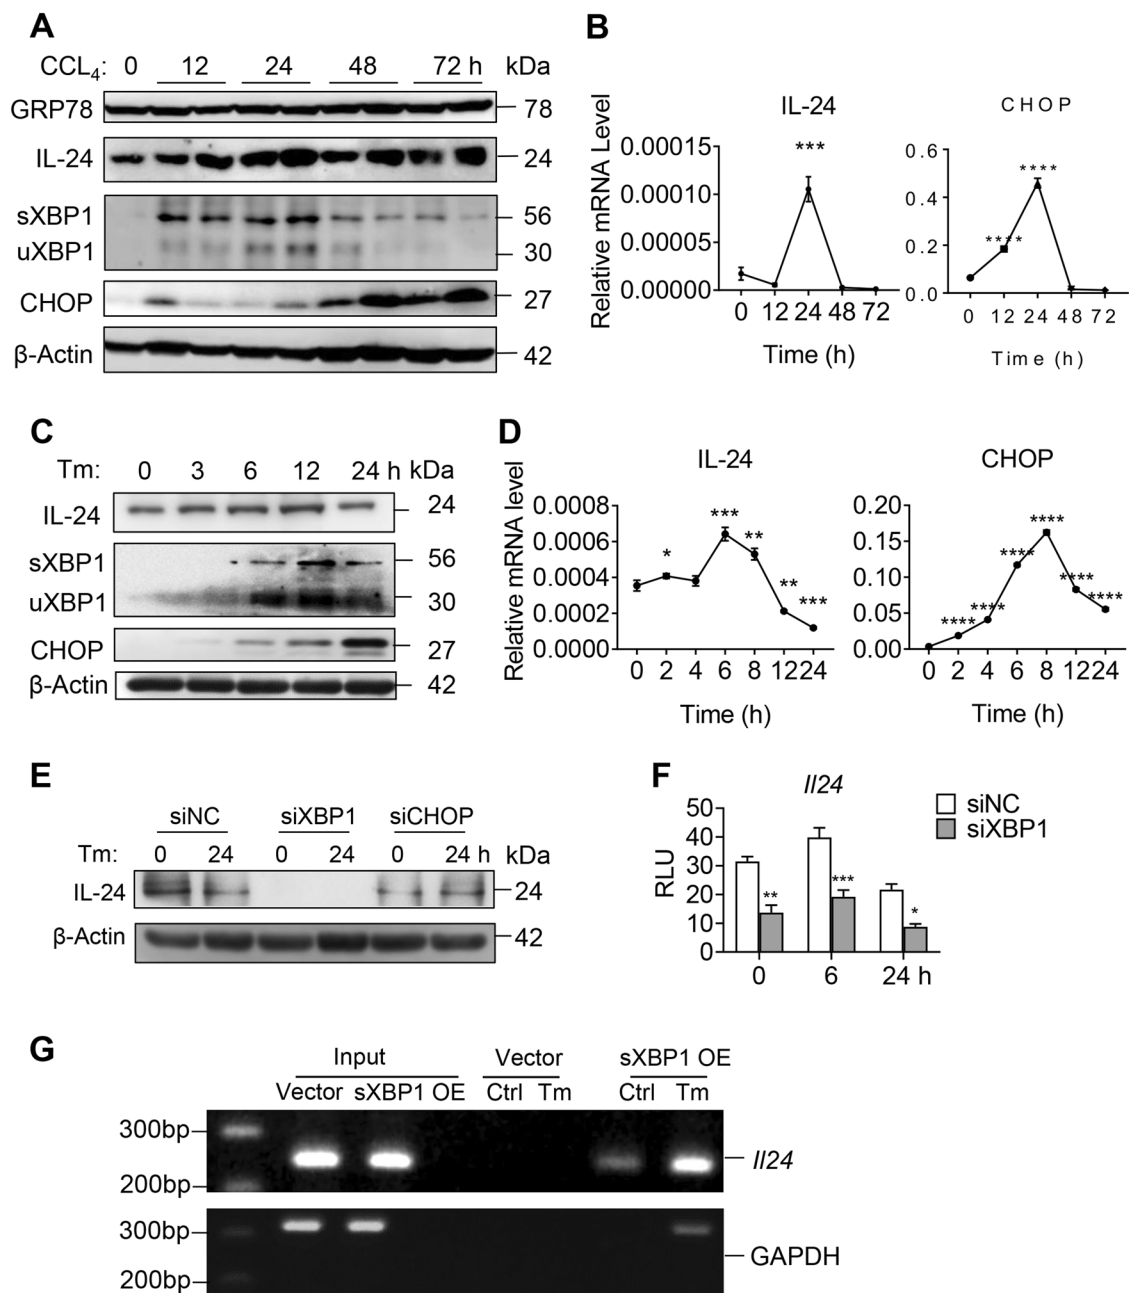 A
CCL4: 0 12 24 48 72 h kDa
GRP78 78
IL-24 24
sXBP1 56
uXBP1 30
CHOP 27
β-Actin 42
B
IL-24
Relative mRNA Level
0.00015
0.00010
0.00005
0.00000
***
0 12 24 48 72
Time (h)
CHOP
0.6
0.4
0.2
0.0
****
****
0 12 24 48 72
Time (h)
C
Tm: 0 3 6 12 24 h kDa
IL-24 24
sXBP1 56
uXBP1 30
CHOP 27
β-Actin 42
D
IL-24
Relative mRNA level
0.0008
0.0006
0.0004
0.0002
0.0000
* *** ** ** ***
0 2 4 6 8 12 24
Time (h)
CHOP
0.20
0.15
0.10
0.05
0.00
**** **** **** **** **** ****
0 2 4 6 8 12 24
Time (h)
E
siNC siXBP1 siCHOP
Tm: 0 24 0 24 0 24 h kDa
IL-24 24
β-Actin 42
F
Il24
siNC
siXBP1
RLU
50
40
30
20
10
0
** *** *
0 6 24 h
G
Input Vector sXBP1 OE
Vector sXBP1 OE Ctrl Tm Ctrl Tm
300bp
200bp
Il24
300bp
200bp
GAPDH